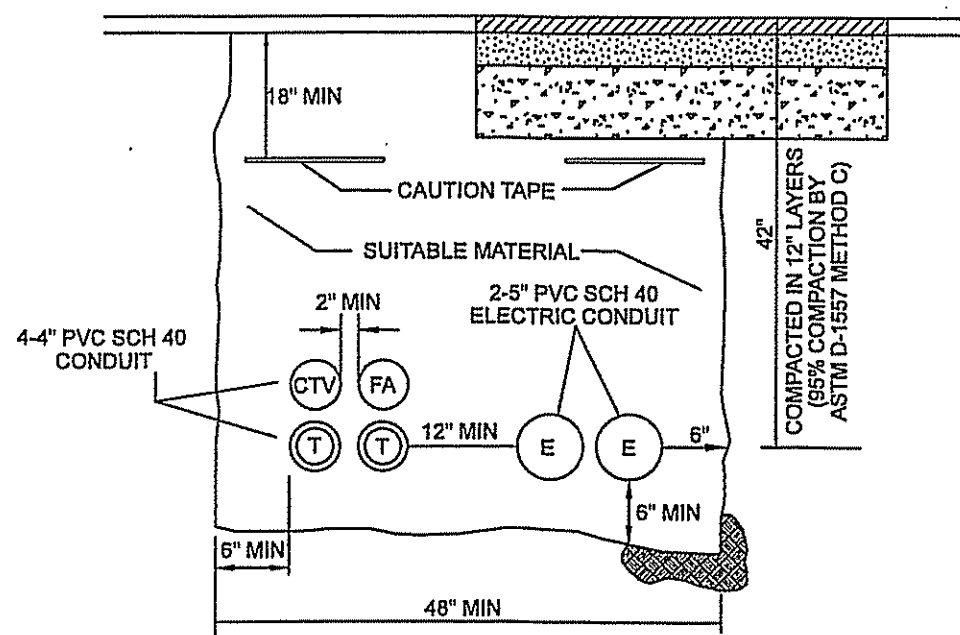 18" MIN
CAUTION TAPE
SUITABLE MATERIAL
42"
COMPACTED IN 12" LAYERS
(95% COMPACTION BY
ASTM D-1557 METHOD C)
2" MIN
2-5" PVC SCH 40
ELECTRIC CONDUIT
4-4" PVC SCH 40
CONDUIT
CTV
FA
T
T
12" MIN
E
E
6"
6" MIN
6" MIN
48" MIN